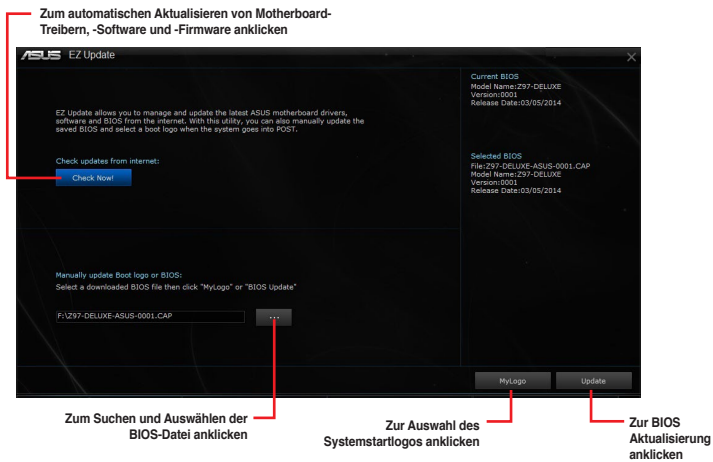 Zum automatischen Aktualisieren von Motherboard-
Treibern, -Software und -Firmware anklicken
ASUS EZ Update
Current BIOS
Model Name:Z97-DELUXE
Version:0001
Release Date:03/05/2014
EZ Update allows you to manage and update the latest ASUS motherboard drivers,
software and BIOS from the internet. With this utility, you can also manually update the
saved BIOS and select a boot logo when the system goes into POST.
Check updates from internet:
Check Now!
Selected BIOS
File:Z97-DELUXE-ASUS-0001.CAP
Model Name:Z97-DELUXE
Version:0001
Release Date:03/05/2014
Manually update Boot logo or BIOS:
Select a downloaded BIOS file then click "MyLogo" or "BIOS Update"
F:\Z97-DELUXE-ASUS-0001.CAP
...
MyLogo
Update
Zum Suchen und Auswählen der
BIOS-Datei anklicken
Zur Auswahl des
Systemstartlogos anklicken
Zur BIOS
Aktualisierung
anklicken